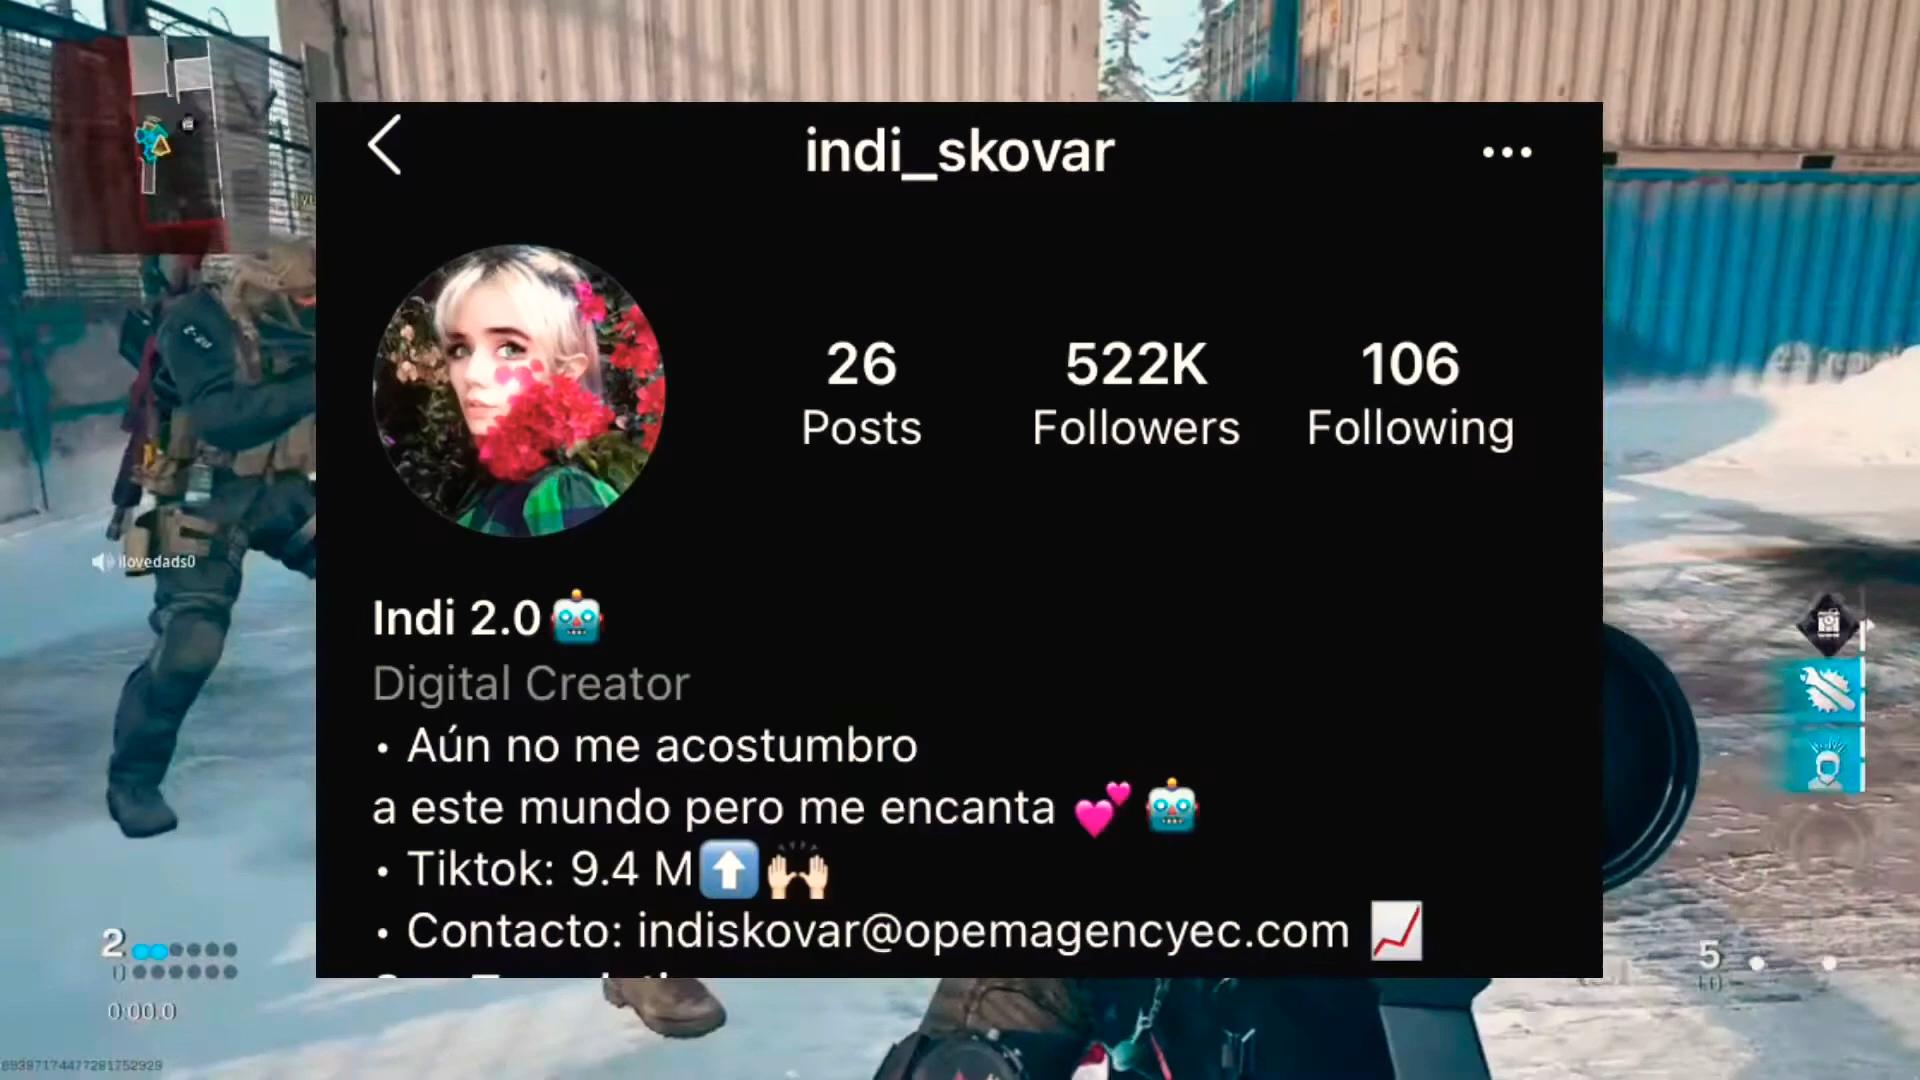 indi_skovar
26 522K 106
Posts Followers Following
Indi 2.0🤖
Digital Creator
• Aún no me acostumbro
a este mundo pero me encanta 💕 🤖
• Tiktok: 9.4 M⬆️🙌🏻
• Contacto: indiskovar@opemagencyec.com 📈
ilovedads0
2
0
0:00.0
5